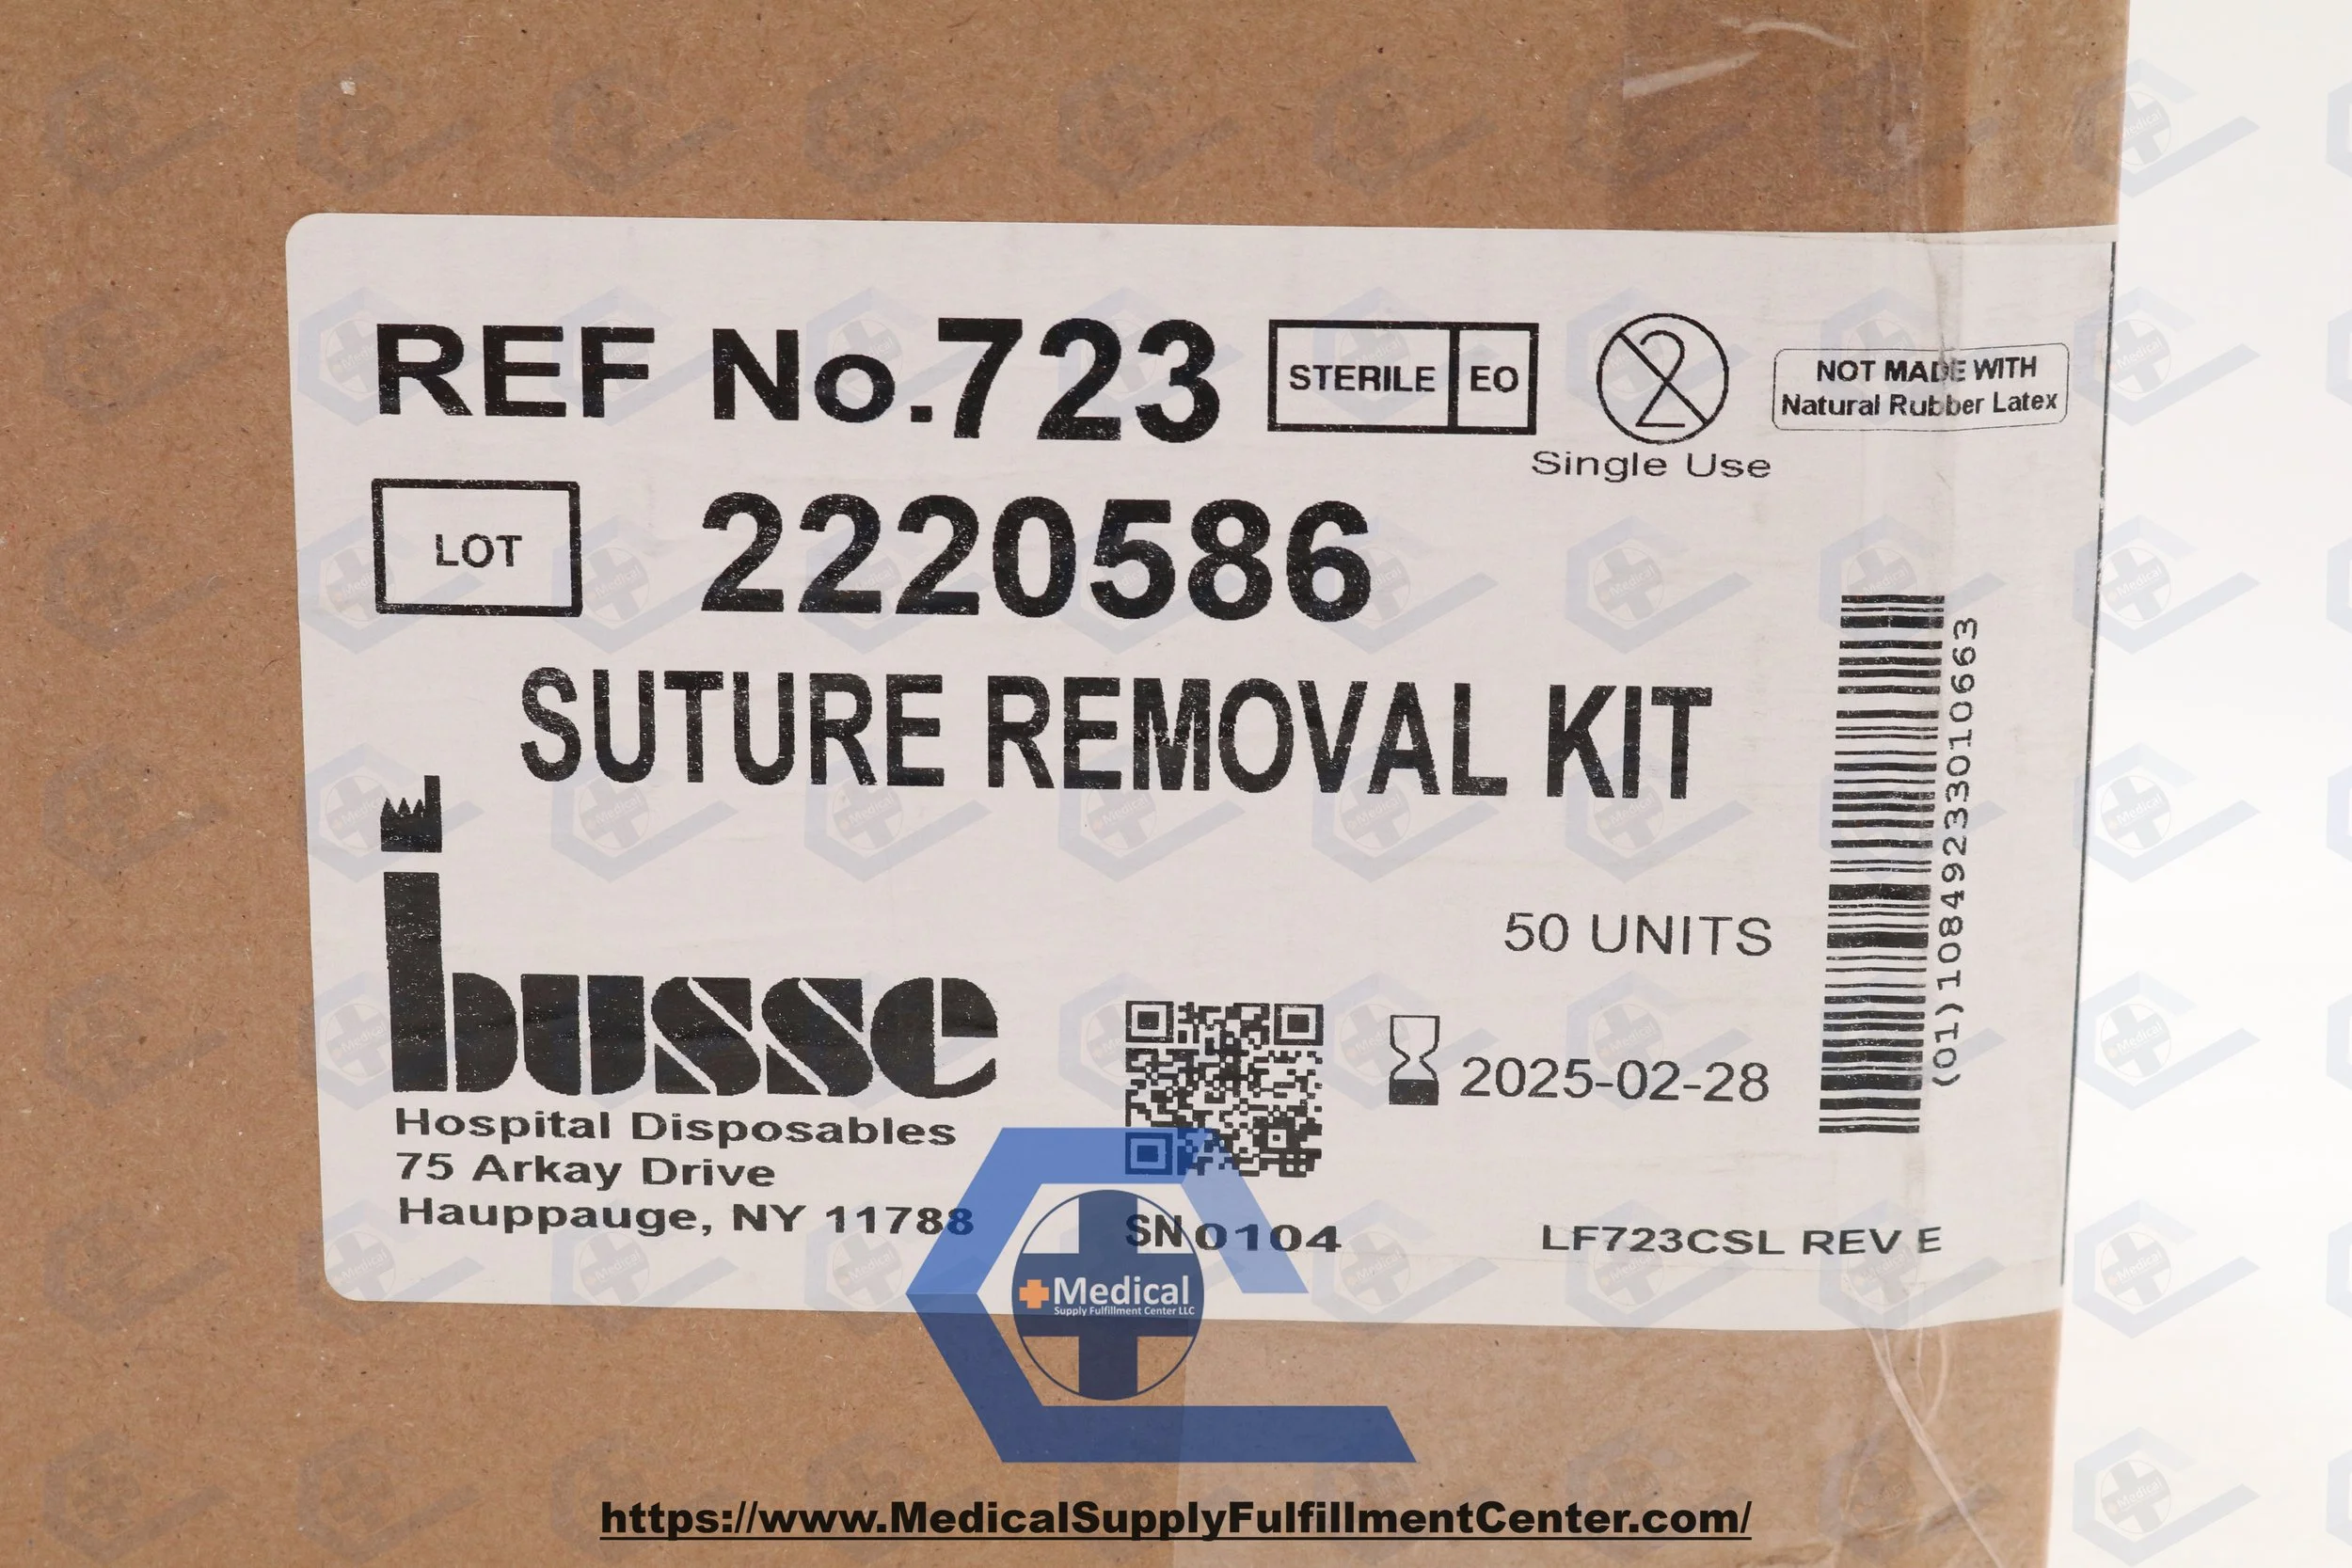 REF No.723
STERILE EO
2
Single Use
NOT MADE WITH
Natural Rubber Latex
LOT
2220586
SUTURE REMOVAL KIT
50 UNITS
(01)10849233010663
busse
Hospital Disposables
75 Arkay Drive
Hauppauge, NY 11788
2025-02-28
SN0104
LF723CSL REV E
Medical
Supply Fulfillment Center LLC
https://www.MedicalSupplyFulfillmentCenter.com/